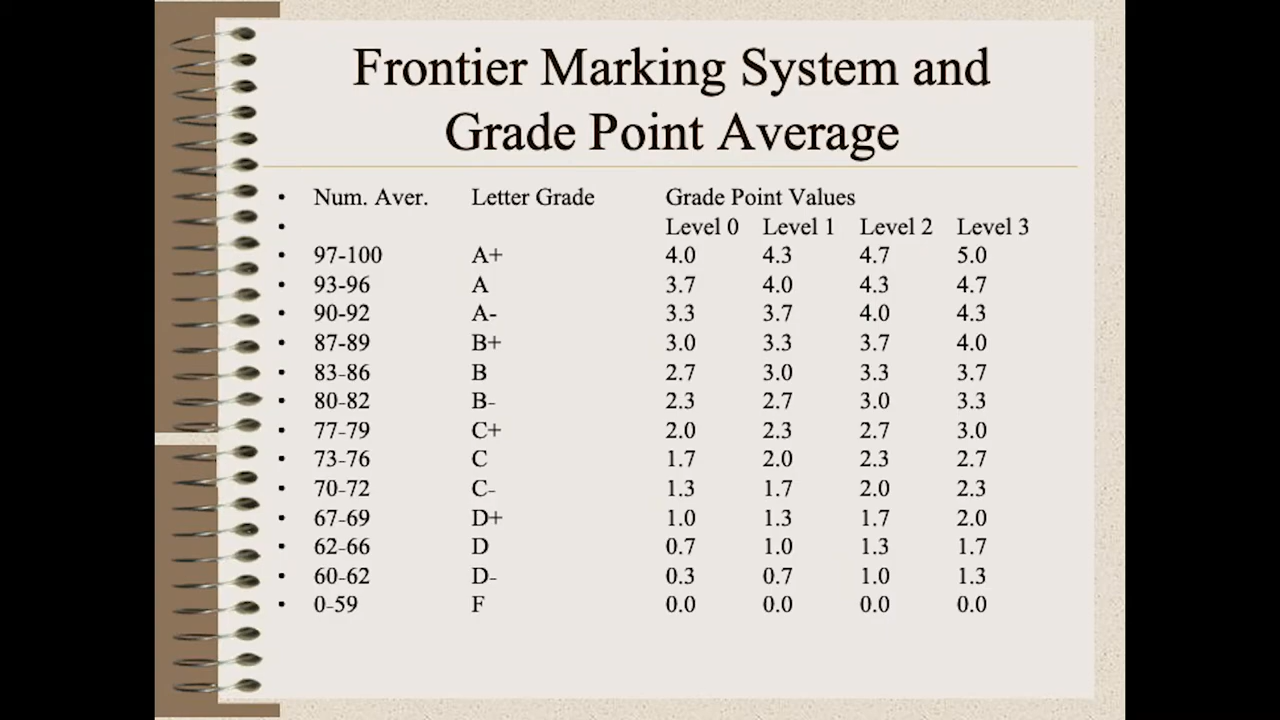 Frontier Marking System and
Grade Point Average
• Num. Aver. Letter Grade Grade Point Values
• Level 0 Level 1 Level 2 Level 3
• 97-100 A+ 4.0 4.3 4.7 5.0
• 93-96 A 3.7 4.0 4.3 4.7
• 90-92 A- 3.3 3.7 4.0 4.3
• 87-89 B+ 3.0 3.3 3.7 4.0
• 83-86 B 2.7 3.0 3.3 3.7
• 80-82 B- 2.3 2.7 3.0 3.3
• 77-79 C+ 2.0 2.3 2.7 3.0
• 73-76 C 1.7 2.0 2.3 2.7
• 70-72 C- 1.3 1.7 2.0 2.3
• 67-69 D+ 1.0 1.3 1.7 2.0
• 62-66 D 0.7 1.0 1.3 1.7
• 60-62 D- 0.3 0.7 1.0 1.3
• 0-59 F 0.0 0.0 0.0 0.0